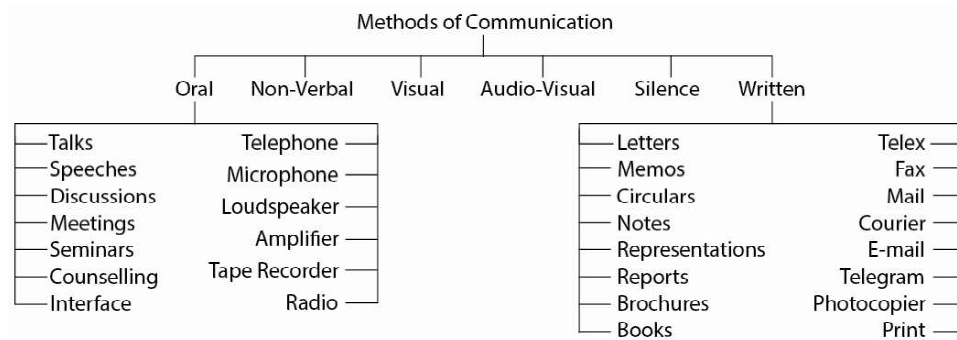 Methods of Communication
Oral Non-Verbal Visual Audio-Visual Silence Written
Talks
Speeches
Discussions
Meetings
Seminars
Counselling
Interface
Telephone
Microphone
Loudspeaker
Amplifier
Tape Recorder
Radio
Letters
Memos
Circulars
Notes
Representations
Reports
Brochures
Books
Telex
Fax
Mail
Courier
E-mail
Telegram
Photocopier
Print